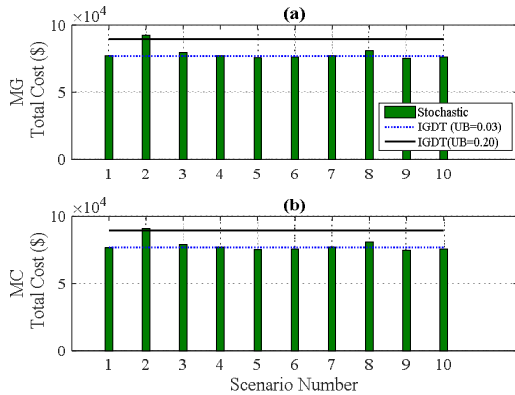 (a)
×10⁴
10
5
0
MG
Total Cost ($)
Stochastic
IGDT (UB=0.03)
IGDT(UB=0.20)
1 2 3 4 5 6 7 8 9 10
(b)
×10⁴
10
5
0
MC
Total Cost ($)
1 2 3 4 5 6 7 8 9 10
Scenario Number